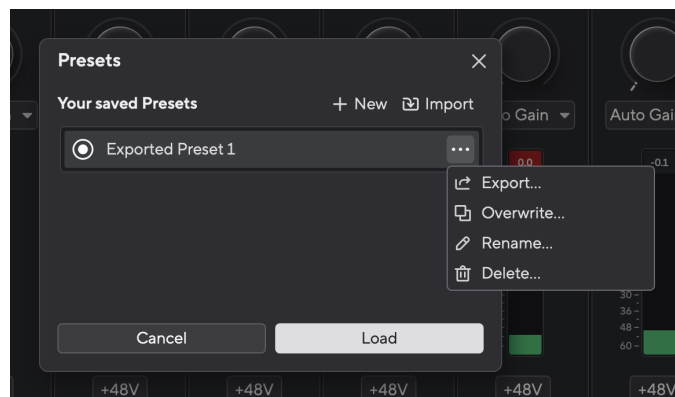 Presets
Your saved Presets
New
Import
Exported Preset 1
Export...
Overwrite...
Rename...
Delete...
Cancel
Load
Gain
Auto
0.0
-0.1
30
36
48
60
+48V
+48V
+48V
+48V
+48V